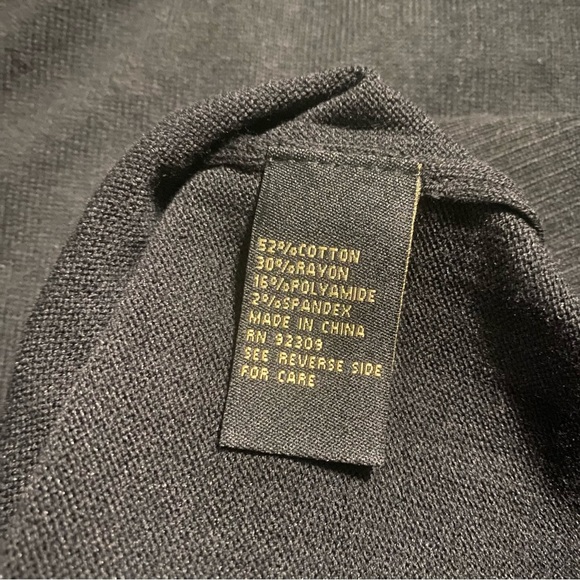 52%COTTON
30%RAYON
16%POLYAMIDE
2%SPANDEX
MADE IN CHINA
RN 92309
SEE REVERSE SIDE
FOR CARE